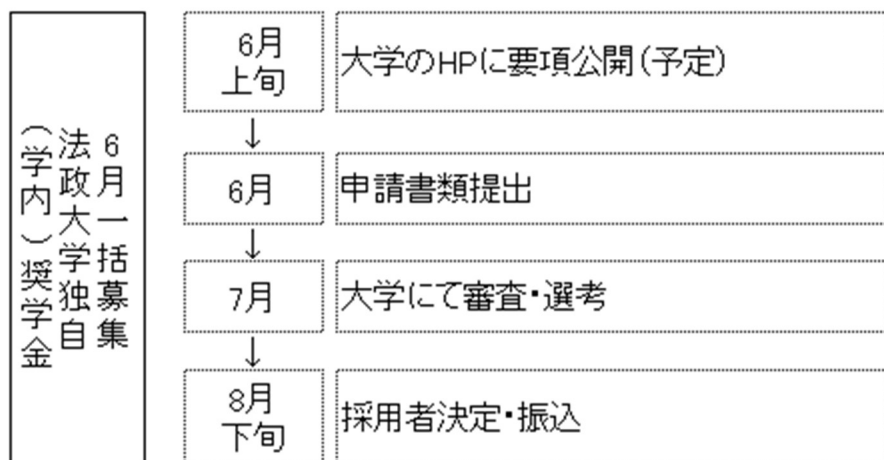 6月一括募集
法政大学独自
(学内)奨学金
6月
上旬
大学のHPに要項公開(予定)
↓
6月
申請書類提出
↓
7月
大学にて審査・選考
↓
8月
下旬
採用者決定・振込